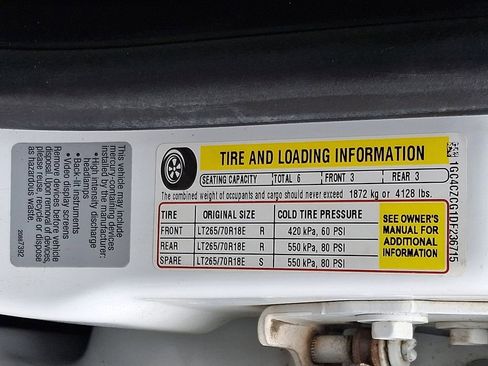 This vehicle may include
mercury containing devices
installed by the manufacturer:
• High intensity discharge
headlamps
• Back-lit instruments
• Video display screens
Remove devices before vehicle
disposal. Upon removal of devices
please reuse, recycle or dispose
as hazardous waste.
TIRE AND LOADING INFORMATION
SEATING CAPACITY TOTAL 6 FRONT 3 REAR 3
The combined weight of occupants and cargo should never exceed 1872 kg or 4128 lbs.
TIRE ORIGINAL SIZE COLD TIRE PRESSURE
FRONT LT265/70R18E R 420 kPa, 60 PSI
REAR LT265/70R18E R 550 kPa, 80 PSI
SPARE LT265/70R18E S 550 kPa, 80 PSI
SEE OWNER'S
MANUAL FOR
ADDITIONAL
INFORMATION